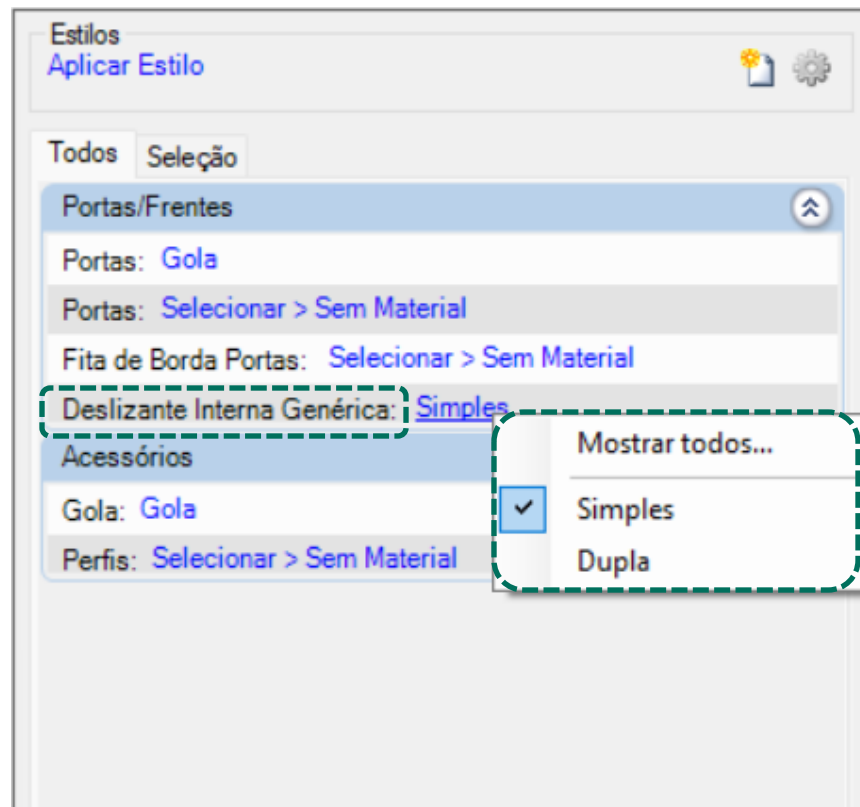 Estilos
Aplicar Estilo
Todos
Seleção
Portas/Frentes
Portas: Gola
Portas: Selecionar > Sem Material
Fita de Borda Portas: Selecionar > Sem Material
Deslizante Interna Genérica: Simples
Mostrar todos...
Simples
Dupla
Acessórios
Gola: Gola
Perfis: Selecionar > Sem Material